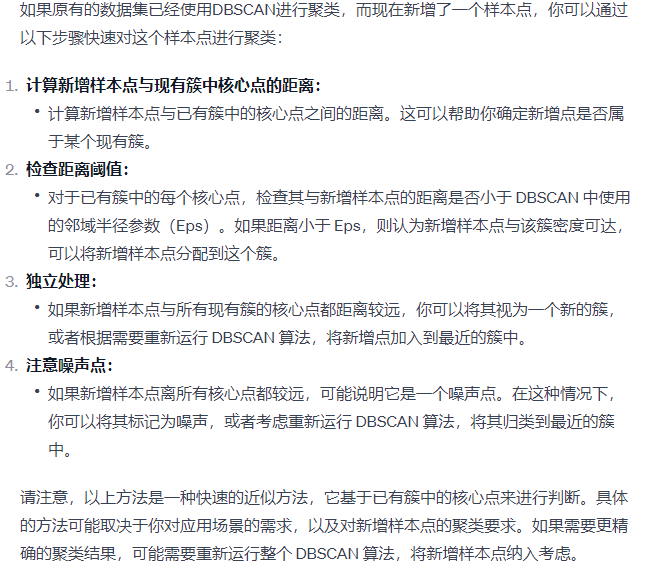 如果原有的数据集已经使用DBSCAN进行聚类，而现在新增了一个样本点，你可以通过
以下步骤快速对这个样本点进行聚类：
1. 计算新增样本点与现有簇中核心点的距离：
• 计算新增样本点与已有簇中的核心点之间的距离。这可以帮助你确定新增点是否属
于某个现有簇。
2. 检查距离阈值：
• 对于已有簇中的每个核心点，检查其与新增样本点的距离是否小于 DBSCAN 中使用
的邻域半径参数（Eps）。如果距离小于 Eps，则认为新增样本点与该簇密度可达，
可以将新增样本点分配到这个簇。
3. 独立处理：
• 如果新增样本点与所有现有簇的核心点都距离较远，你可以将其视为一个新的簇，
或者根据需要重新运行 DBSCAN 算法，将新增点加入到最近的簇中。
4. 注意噪声点：
• 如果新增样本点离所有核心点都较远，可能说明它是一个噪声点。在这种情况下，
你可以将其标记为噪声，或者考虑重新运行 DBSCAN 算法，将其归类到最近的簇
中。
请注意，以上方法是一种快速的近似方法，它基于已有簇中的核心点来进行判断。具体
的方法可能取决于你对应用场景的需求，以及对新增样本点的聚类要求。如果需要更精
确的聚类结果，可能需要重新运行整个 DBSCAN 算法，将新增样本点纳入考虑。